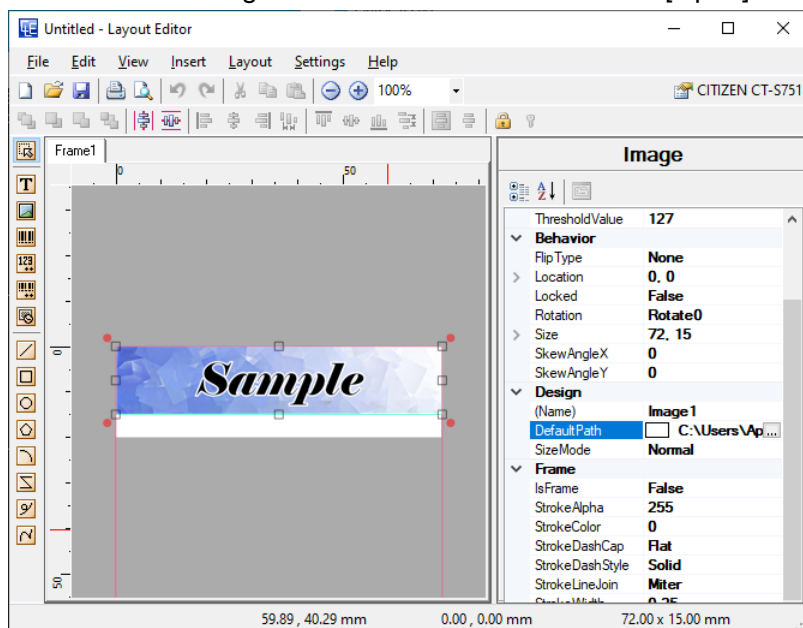 Untitled - Layout Editor
File Edit View Insert Layout Settings Help
100%
CITIZEN CT-S751
Frame1
Image
0
50
ThresholdValue 127
Behavior
FlipType None
Location 0, 0
Locked False
Rotation Rotate0
Size 72, 15
SkewAngleX 0
SkewAngleY 0
Design
(Name) Image1
DefaultPath C:\Users\Ap ...
SizeMode Normal
Frame
IsFrame False
StrokeAlpha 255
StrokeColor 0
StrokeDashCap Flat
StrokeDashStyle Solid
StrokeLineJoin Miter
StrokeWidth 0.25
0
Sample
50
59.89 , 40.29 mm 0.00 , 0.00 mm 72.00 x 15.00 mm